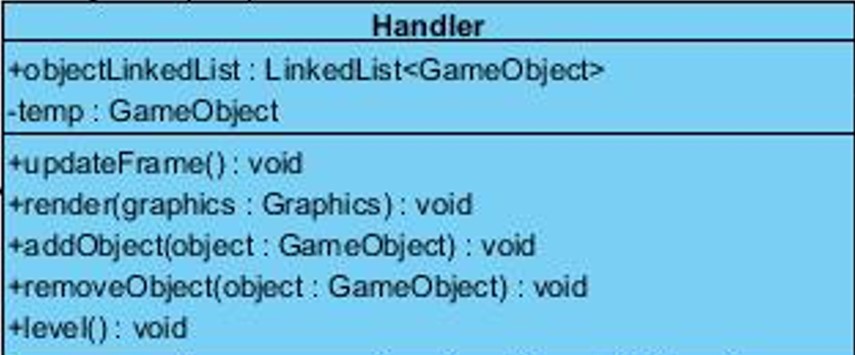 Handler
+objectLinkedList : LinkedList<GameObject>
-temp : GameObject
+updateFrame() : void
+render(graphics : Graphics) : void
+addObject(object : GameObject) : void
+removeObject(object : GameObject) : void
+level() : void